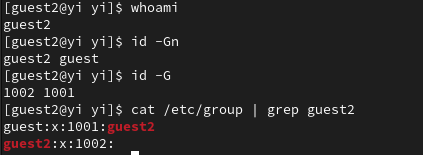 [guest2@yi yi]$ whoami
guest2
[guest2@yi yi]$ id -Gn
guest2 guest
[guest2@yi yi]$ id -G
1002 1001
[guest2@yi yi]$ cat /etc/group | grep guest2
guest:x:1001:guest2
guest2:x:1002: